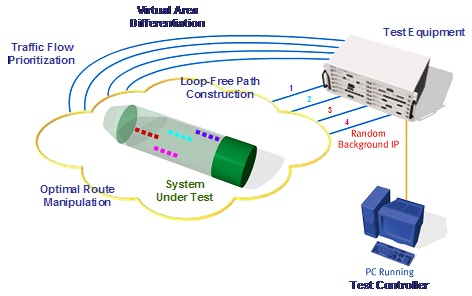 Virtual Area
Differentiation
Test Equipment
Traffic Flow
Prioritization
Loop-Free Path
Construction
1
2
3
4
Random
Background IP
Optimal Route
Manipulation
System
Under Test
PC Running
Test Controller